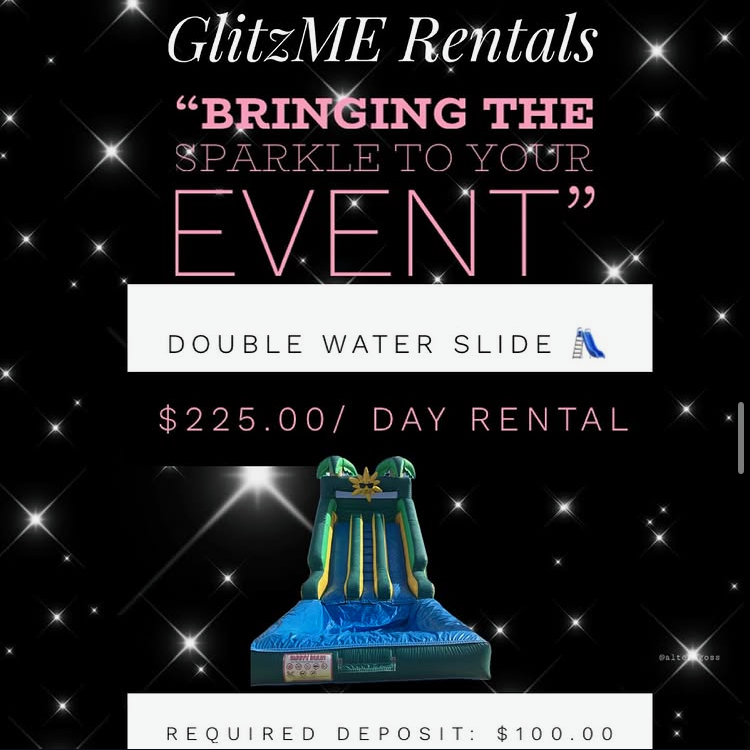 GlitzME Rentals
“BRINGING THE
SPARKLE TO YOUR
EVENT”
DOUBLE WATER SLIDE 🛝
$225.00/ DAY RENTAL
REQUIRED DEPOSIT: $100.00